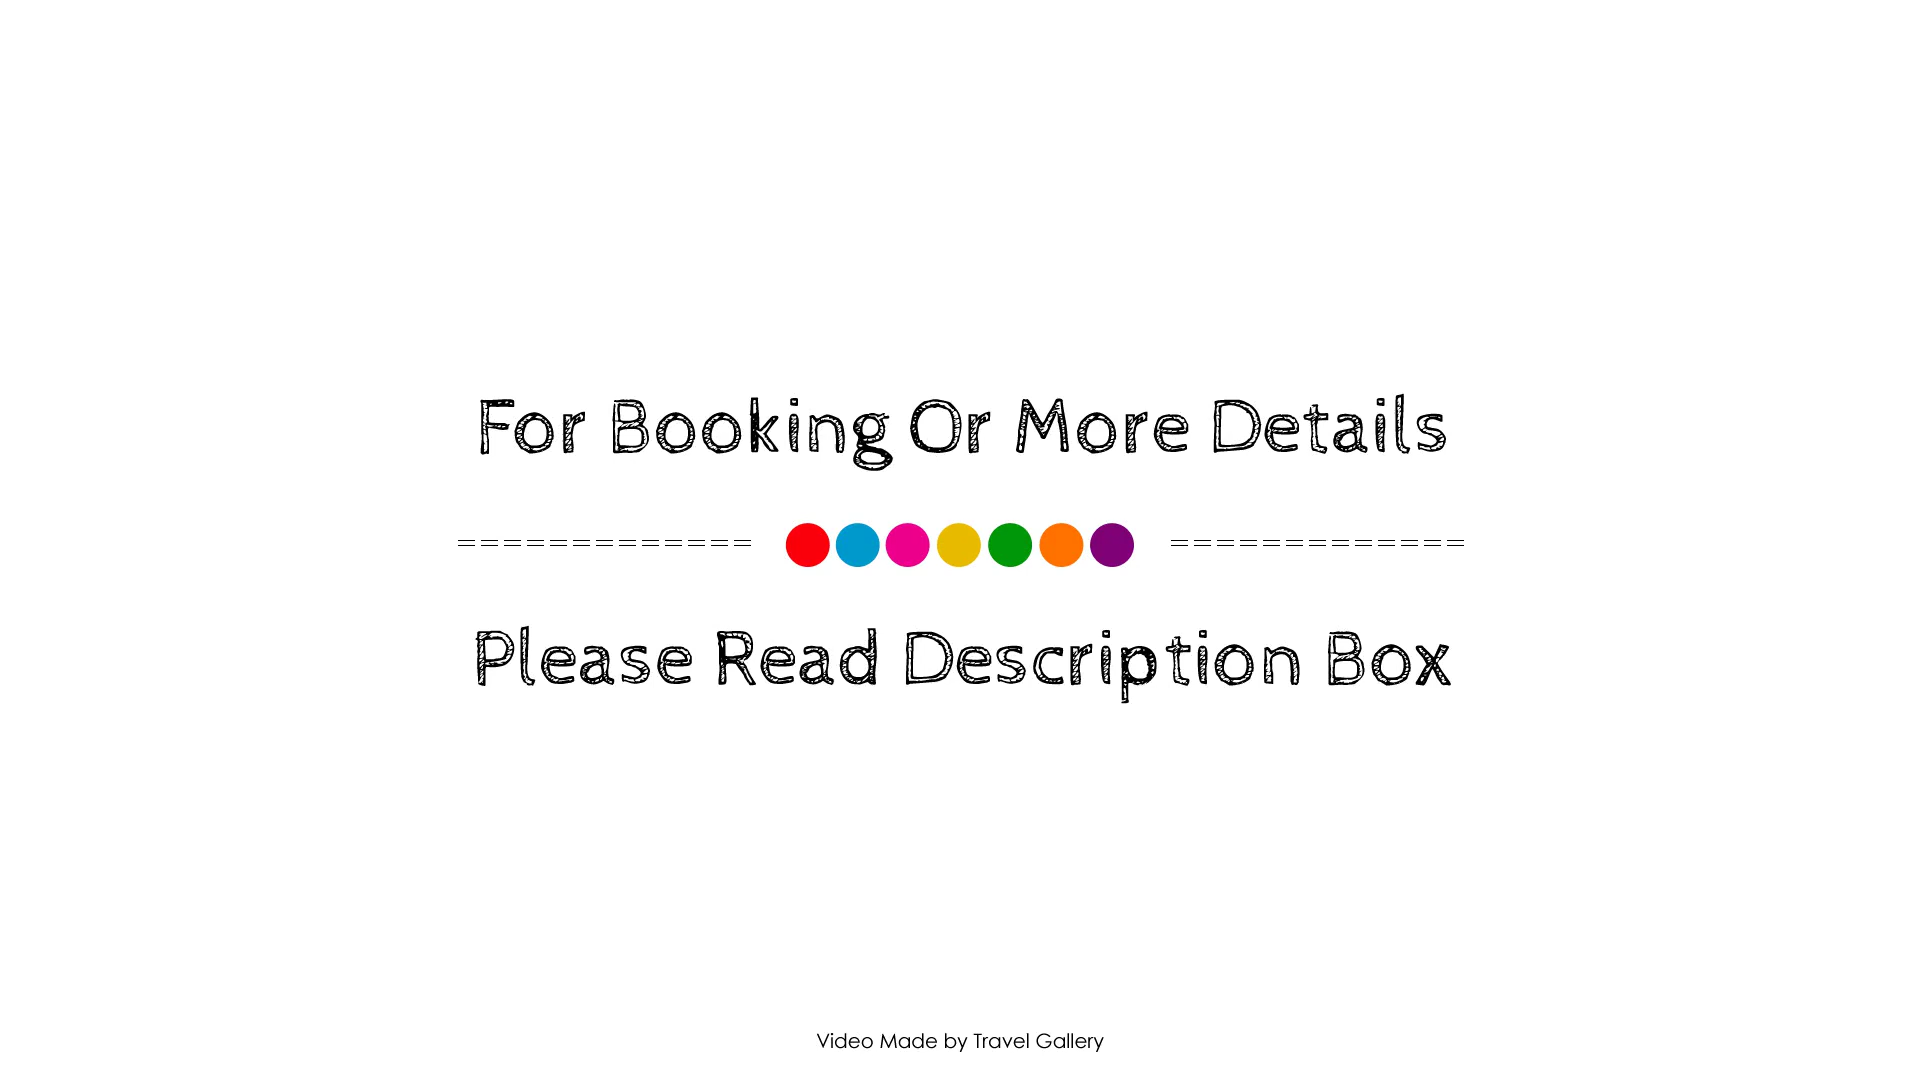 For Booking Or More Details
============= =============
Please Read Description Box
Video Made by Travel Gallery